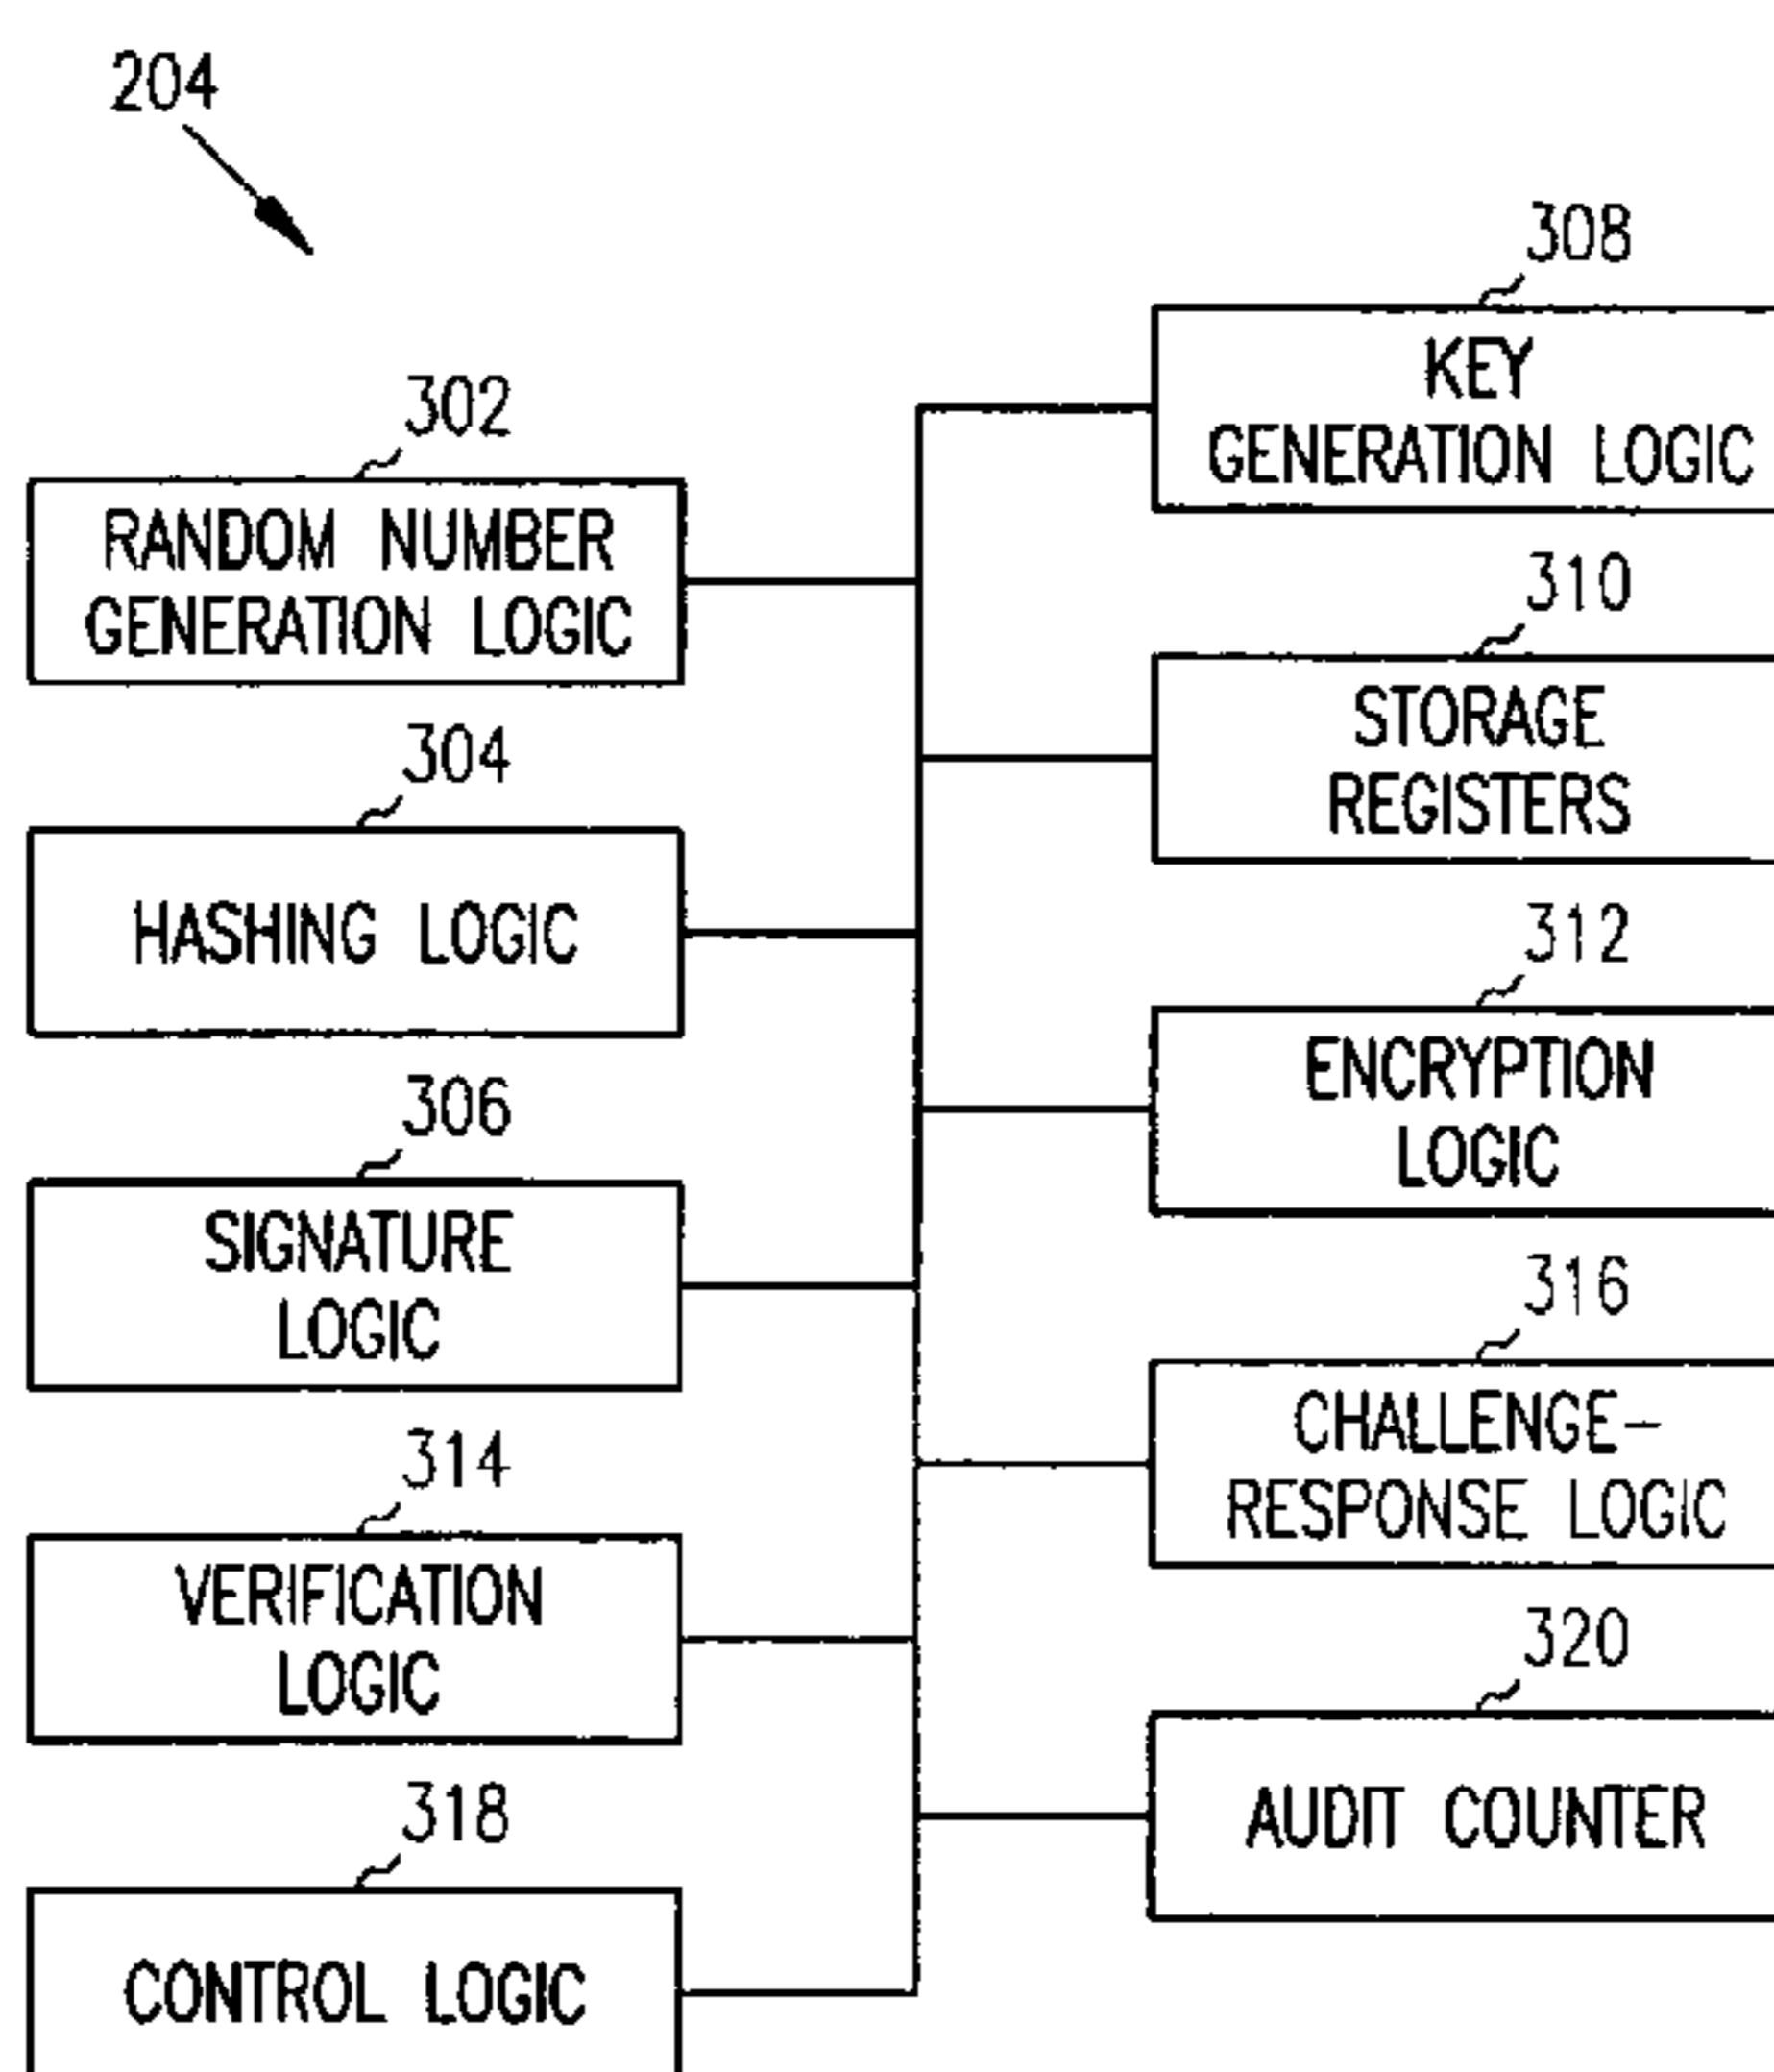 204
302
RANDOM NUMBER
GENERATION LOGIC
304
HASHING LOGIC
306
SIGNATURE
LOGIC
314
VERIFICATION
LOGIC
318
CONTROL LOGIC
308
KEY
GENERATION LOGIC
310
STORAGE
REGISTERS
312
ENCRYPTION
LOGIC
316
CHALLENGE-
RESPONSE LOGIC
320
AUDIT COUNTER